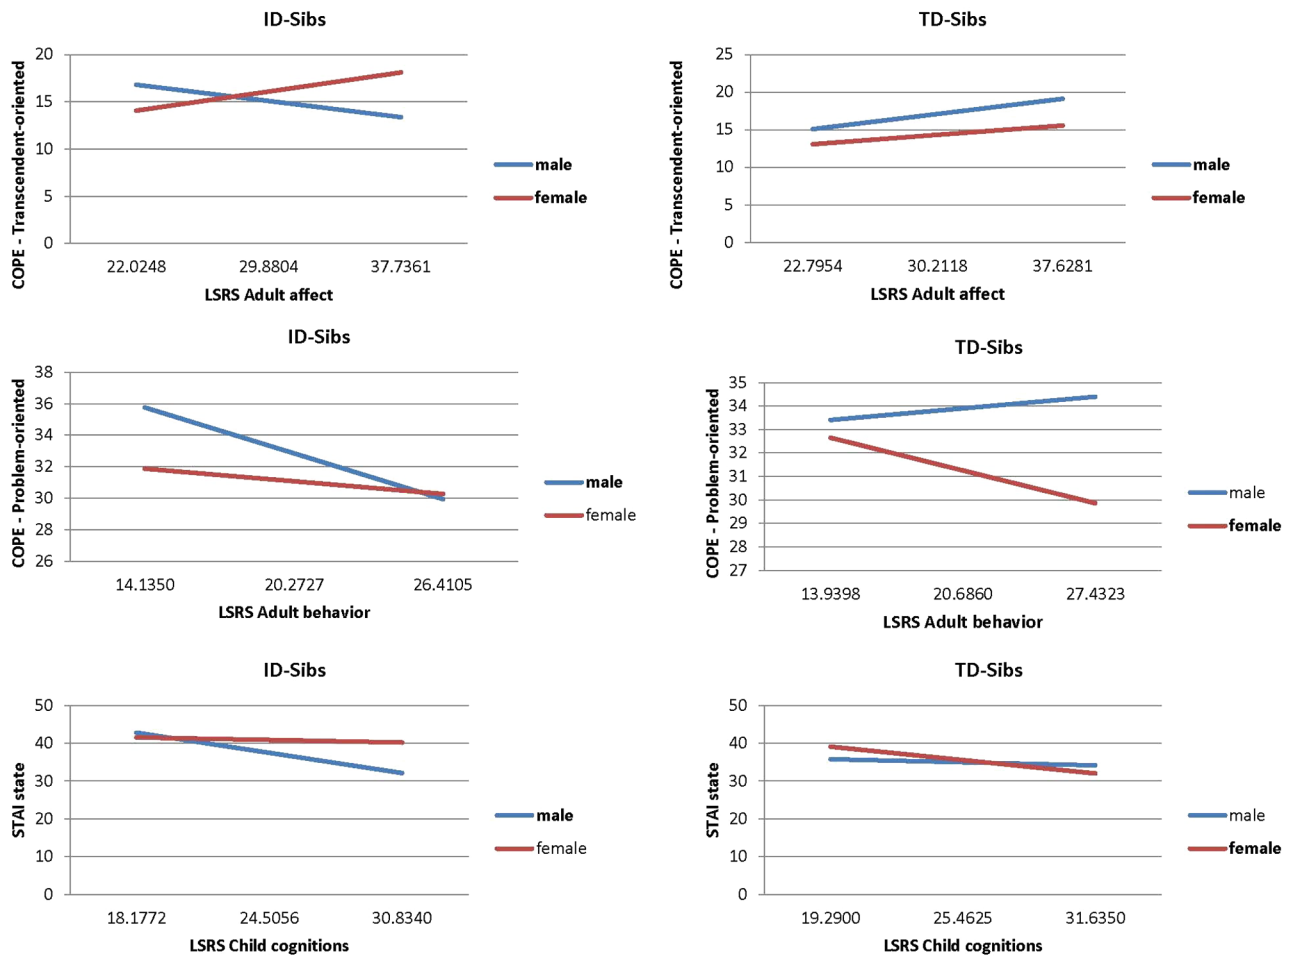 ID-Sibs
COPE - Transcendent-oriented
20
15
10
5
0
22.0248 29.8804 37.7361
LSRS Adult affect
male
female
TD-Sibs
COPE - Transcendent-oriented
25
20
15
10
5
0
22.7954 30.2118 37.6281
LSRS Adult affect
male
female
ID-Sibs
COPE - Problem-oriented
38
36
34
32
30
28
26
14.1350 20.2727 26.4105
LSRS Adult behavior
male
female
TD-Sibs
COPE - Problem-oriented
35
34
33
32
31
30
29
28
27
13.9398 20.6860 27.4323
LSRS Adult behavior
male
female
ID-Sibs
STAI state
50
40
30
20
10
0
18.1772 24.5056 30.8340
LSRS Child cognitions
male
female
TD-Sibs
STAI state
50
40
30
20
10
0
19.2900 25.4625 31.6350
LSRS Child cognitions
male
female